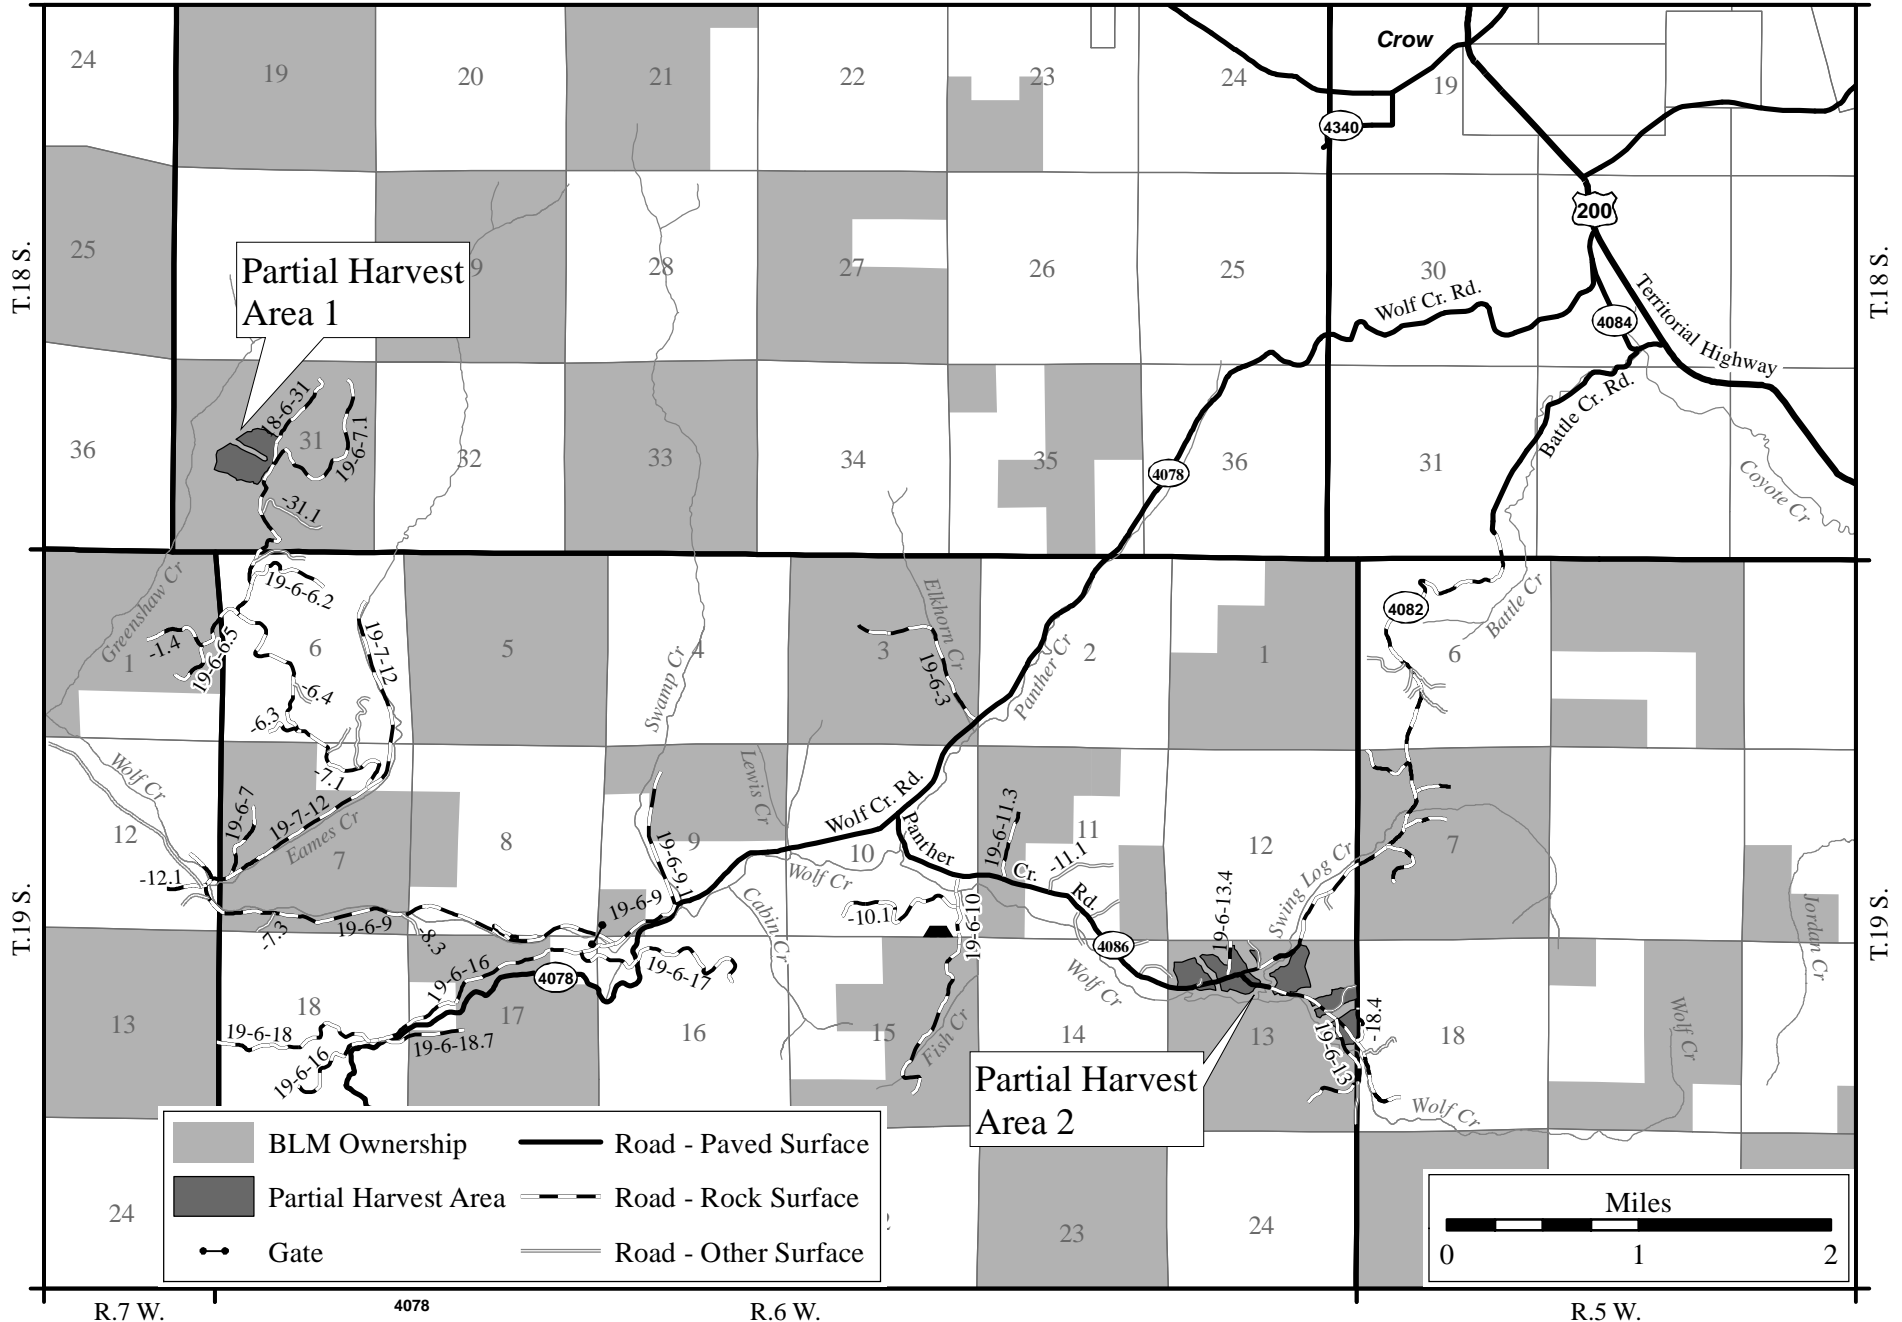 24
19
20
21
22
23
24
Crow
19
4340
200
T.18 S.
25
Partial Harvest
Area 1
9
28
27
26
25
30
Wolf Cr. Rd.
4084
Territorial Highway
T.18 S.
Battle Cr. Rd.
36
18-6-31
31
19-6-7.1
-31.1
32
33
34
35
4078
36
31
Coyote Cr
Greenshaw Cr
1
-1.4
19-6-6.5
19-6-6.2
6
19-7-12
-6.4
-6.3
-7.1
5
Swamp Cr
4
3
Elkhorn Cr
19-6-3
Panther Cr
2
1
4082
Battle Cr
6
Wolf Cr
12
-12.1
19-6-7
19-7-12
Eames Cr
7
8
9
19-6-9.1
Lewis Cr
Wolf Cr. Rd.
10
Wolf Cr
Panther
Cr.
Rd.
19-6-11.3
11
-11.1
12
7
Swing Log Cr
T.19 S.
-7.3
19-6-9
-8.3
19-6-9
Cabin Cr
-10.1
19-6-10
4086
19-6-13.4
Jordan Cr
T.19 S.
19-6-16
4078
19-6-17
Wolf Cr
13
18
17
16
15
Fish Cr
14
13
19-6-13
-18.4
18
Wolf Cr
19-6-18
19-6-16
19-6-18.7
Partial Harvest
Area 2
Wolf Cr
BLM Ownership
Road - Paved Surface
Partial Harvest Area
Road - Rock Surface
Gate
Road - Other Surface
24
23
24
Miles
0
1
2
R.7 W.
4078
R.6 W.
R.5 W.